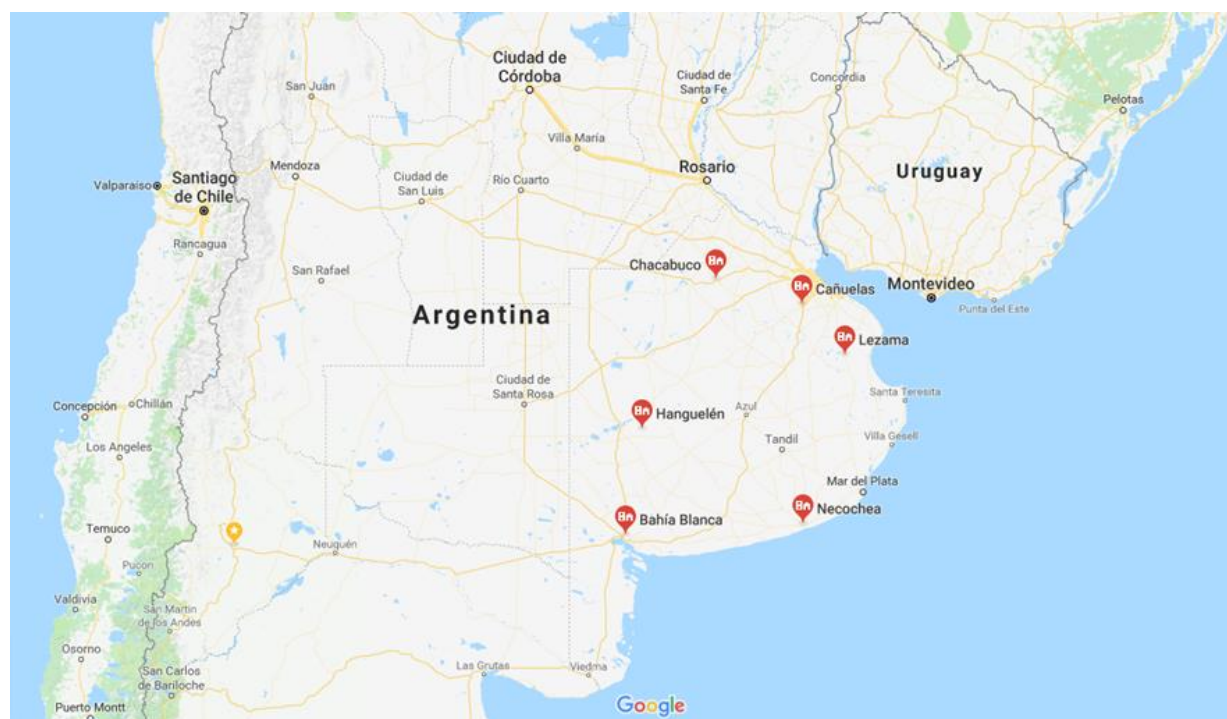 Ciudad de
Córdoba
Ciudad de
Santa Fe
Concordia
San Juan
Pelotas
Villa María
Mendoza
Rosario
Uruguay
Valparaíso
Santiago
de Chile
Ciudad de
San Luis
Río Cuarto
Rancagua
San Rafael
Chacabuco
Cañuelas
Montevideo
Punta del Este
Argentina
Lezama
Ciudad de
Santa Rosa
Santa Teresita
Concepción
Chillán
Hanguelén
Azul
Los Angeles
Tandil
Villa Gesell
Mar del Plata
Temuco
Bahía Blanca
Necochea
Neuquén
Pucon
Valdivia
San Martin
de los Andes
Osorno
San Carlos
de Bariloche
Las Grutas
Viedma
Puerto Montt
Google